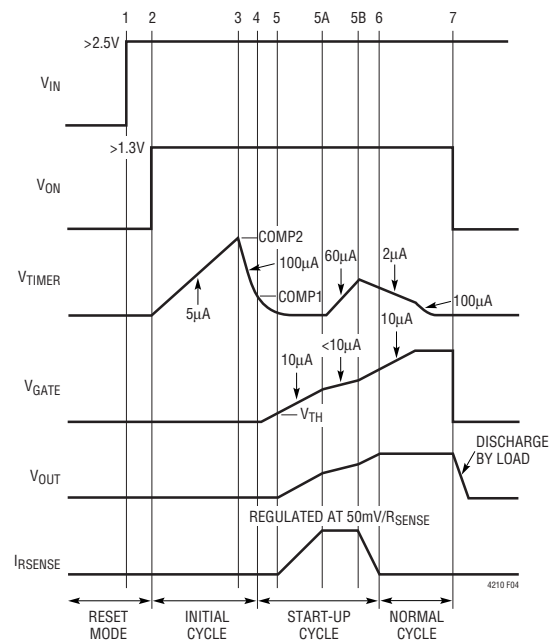 1 2 3 4 5 5A 5B 6 7
>2.5V
VIN
>1.3V
VON
COMP2
60µA
2µA
100µA
VTIMER
COMP1
100µA
5µA
10µA
<10µA
10µA
VGATE
VTH
DISCHARGE
BY LOAD
VOUT
REGULATED AT 50mV/RSENSE
IRSENSE
4210 F04
RESET
MODE
INITIAL
CYCLE
START-UP
CYCLE
NORMAL
CYCLE